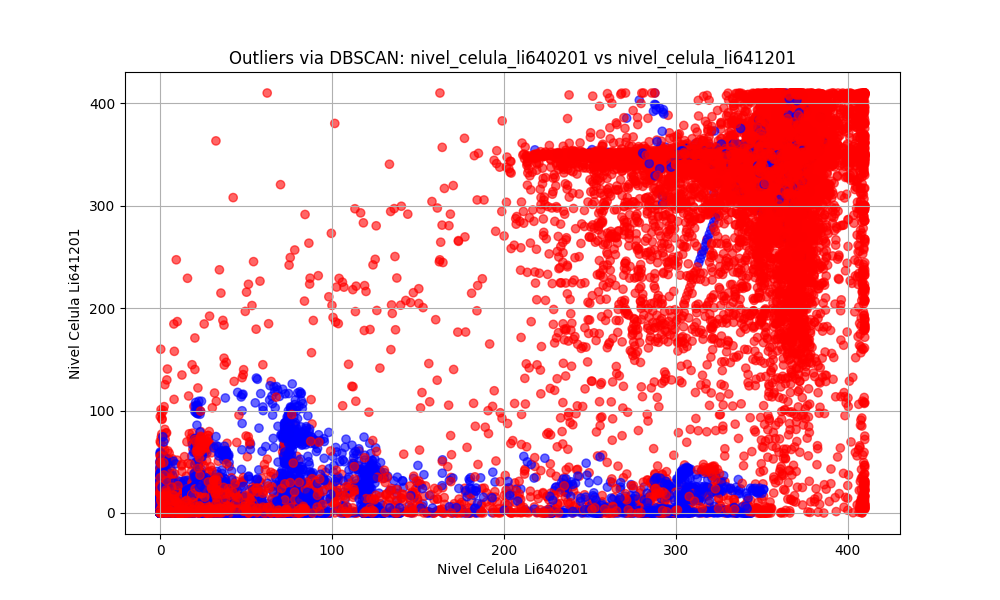 Outliers via DBSCAN: nivel_celula_li640201 vs nivel_celula_li641201
400
300
200
100
0
Nivel Celula Li641201
0 100 200 300 400
Nivel Celula Li640201